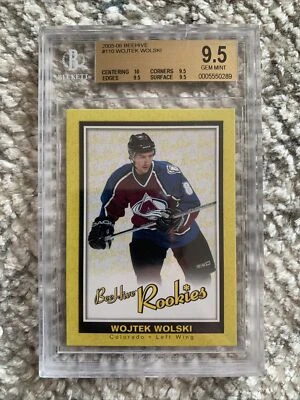 2005-06 BEEHIVE
#110 WOJTEK WOLSKI
B
BECKETT
CENTERING 10 CORNERS 9.5
EDGES 9.5 SURFACE 9.5
9.5
GEM MINT
0005550289
BeeHive Rookies
WOJTEK WOLSKI
Colorado • Left Wing